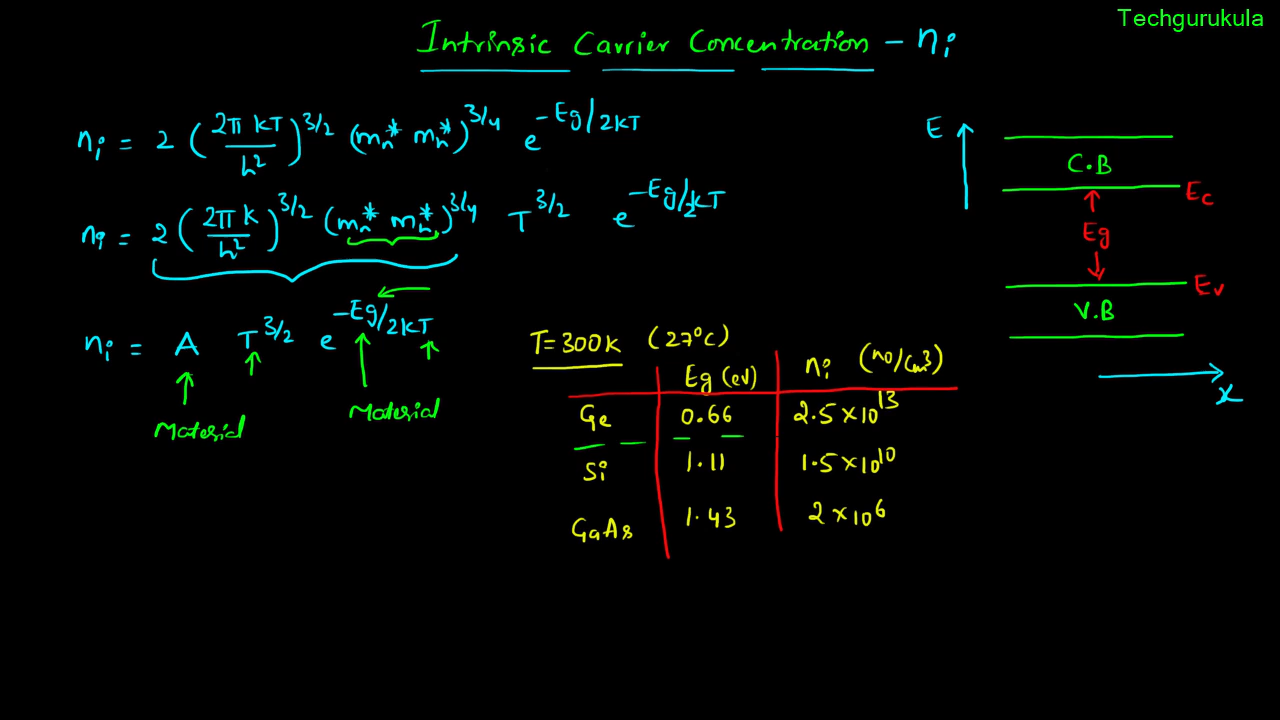 Techgurukula
Intrinsic Carrier Concentration - ni
ni = 2 (2π kT / h²)^3/2 (mn* mh*)^3/4 e^-Eg/2kT
ni = 2 (2π k / h²)^3/2 (mn* mh*)^3/4 T^3/2 e^-Eg/2kT
ni = A T^3/2 e^-Eg/2kT
Material
Material
T=300K (27°C)
Eg (eV) ni (no/cm³)
Ge 0.66 2.5×10^13
Si 1.11 1.5×10^10
GaAs 1.43 2×10^6
E
C.B
Ec
Eg
Ev
V.B
x